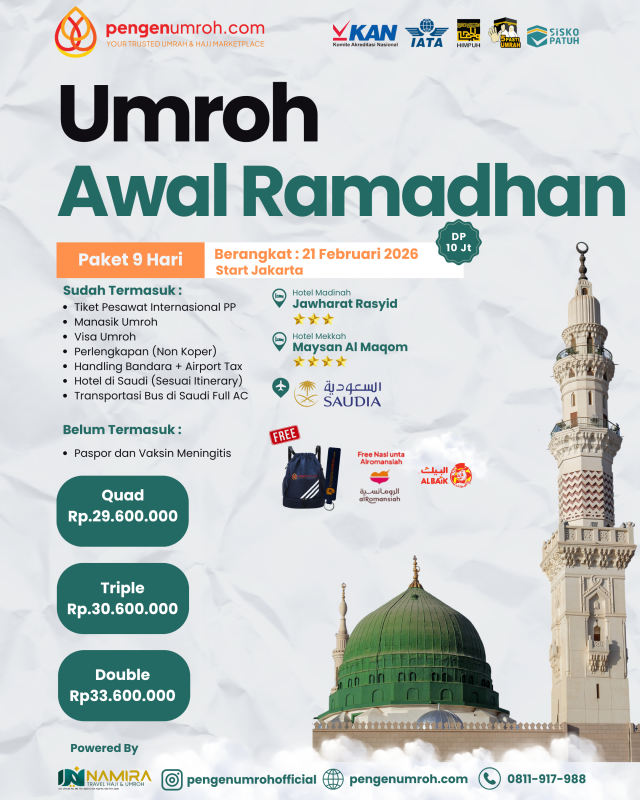 pengenumroh.com
YOUR TRUSTED UMRAH & HAJJ MARKETPLACE
KAN
Komite Akreditasi Nasional
IATA
HIMPUH
5 PASTI
UMRAH
SISKO
PATUH
Umroh
Awal Ramadhan
DP
10 Jt
Paket 9 Hari
Berangkat : 21 Februari 2026
Start Jakarta
Sudah Termasuk :
• Tiket Pesawat Internasional PP
• Manasik Umroh
• Visa Umroh
• Perlengkapan (Non Koper)
• Handling Bandara + Airport Tax
• Hotel di Saudi (Sesuai Itinerary)
• Transportasi Bus di Saudi Full AC
Hotel Madinah
Jawharat Rasyid
Hotel Mekkah
Maysan Al Maqom
السعودية
SAUDIA
Belum Termasuk :
• Paspor dan Vaksin Meningitis
FREE
Free Nasi unta
Alromansiah
الرومانسية
alRomansiah
البيك
ALBAIK
Quad
Rp.29.600.000
Triple
Rp.30.600.000
Double
Rp33.600.000
Powered By
NAMIRA
TRAVEL HAJI & UMROH
pengenumrohofficial
pengenumroh.com
0811-917-988